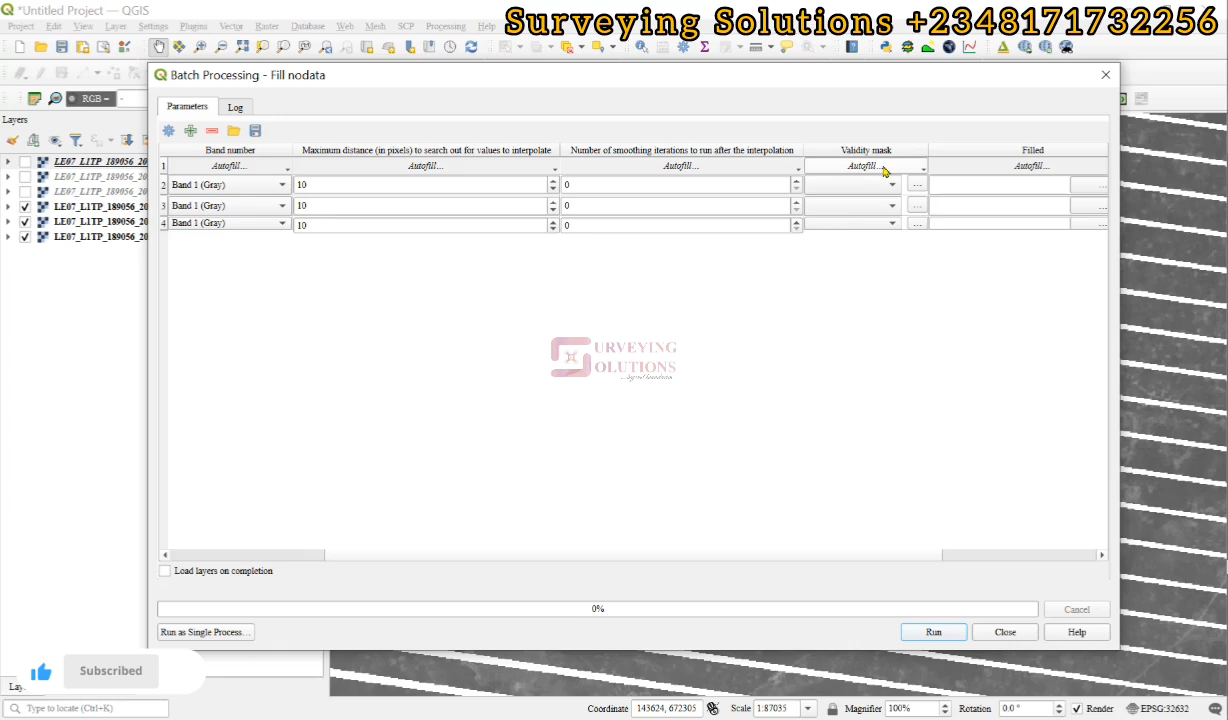 *Untitled Project — QGIS
Surveying Solutions +2348171732256
Project Edit View Layer Settings Plugins Vector Raster Database Web Mesh SCP Processing Help
Batch Processing - Fill nodata
RGB
Parameters Log
Layers
Band number Maximum distance (in pixels) to search out for values to interpolate Number of smoothing iterations to run after the interpolation Validity mask Filled
LE07_L1TP_189056_20 1 Autofill... Autofill... Autofill... Autofill... Autofill...
LE07_L1TP_189056_20 2 Band 1 (Gray) 10 0 ... ...
LE07_L1TP_189056_20
LE07_L1TP_189056_20 3 Band 1 (Gray) 10 0 ... ...
LE07_L1TP_189056_20 4 Band 1 (Gray) 10 0 ... ...
LE07_L1TP_189056_20
URVEYING
SOLUTIONS
Load layers on completion
0% Cancel
Run as Single Process... Run Close Help
Subscribed
Lay
Type to locate (Ctrl+K) Coordinate 143624, 672305 Scale 1:87035 Magnifier 100% Rotation 0.0 ° Render EPSG:32632